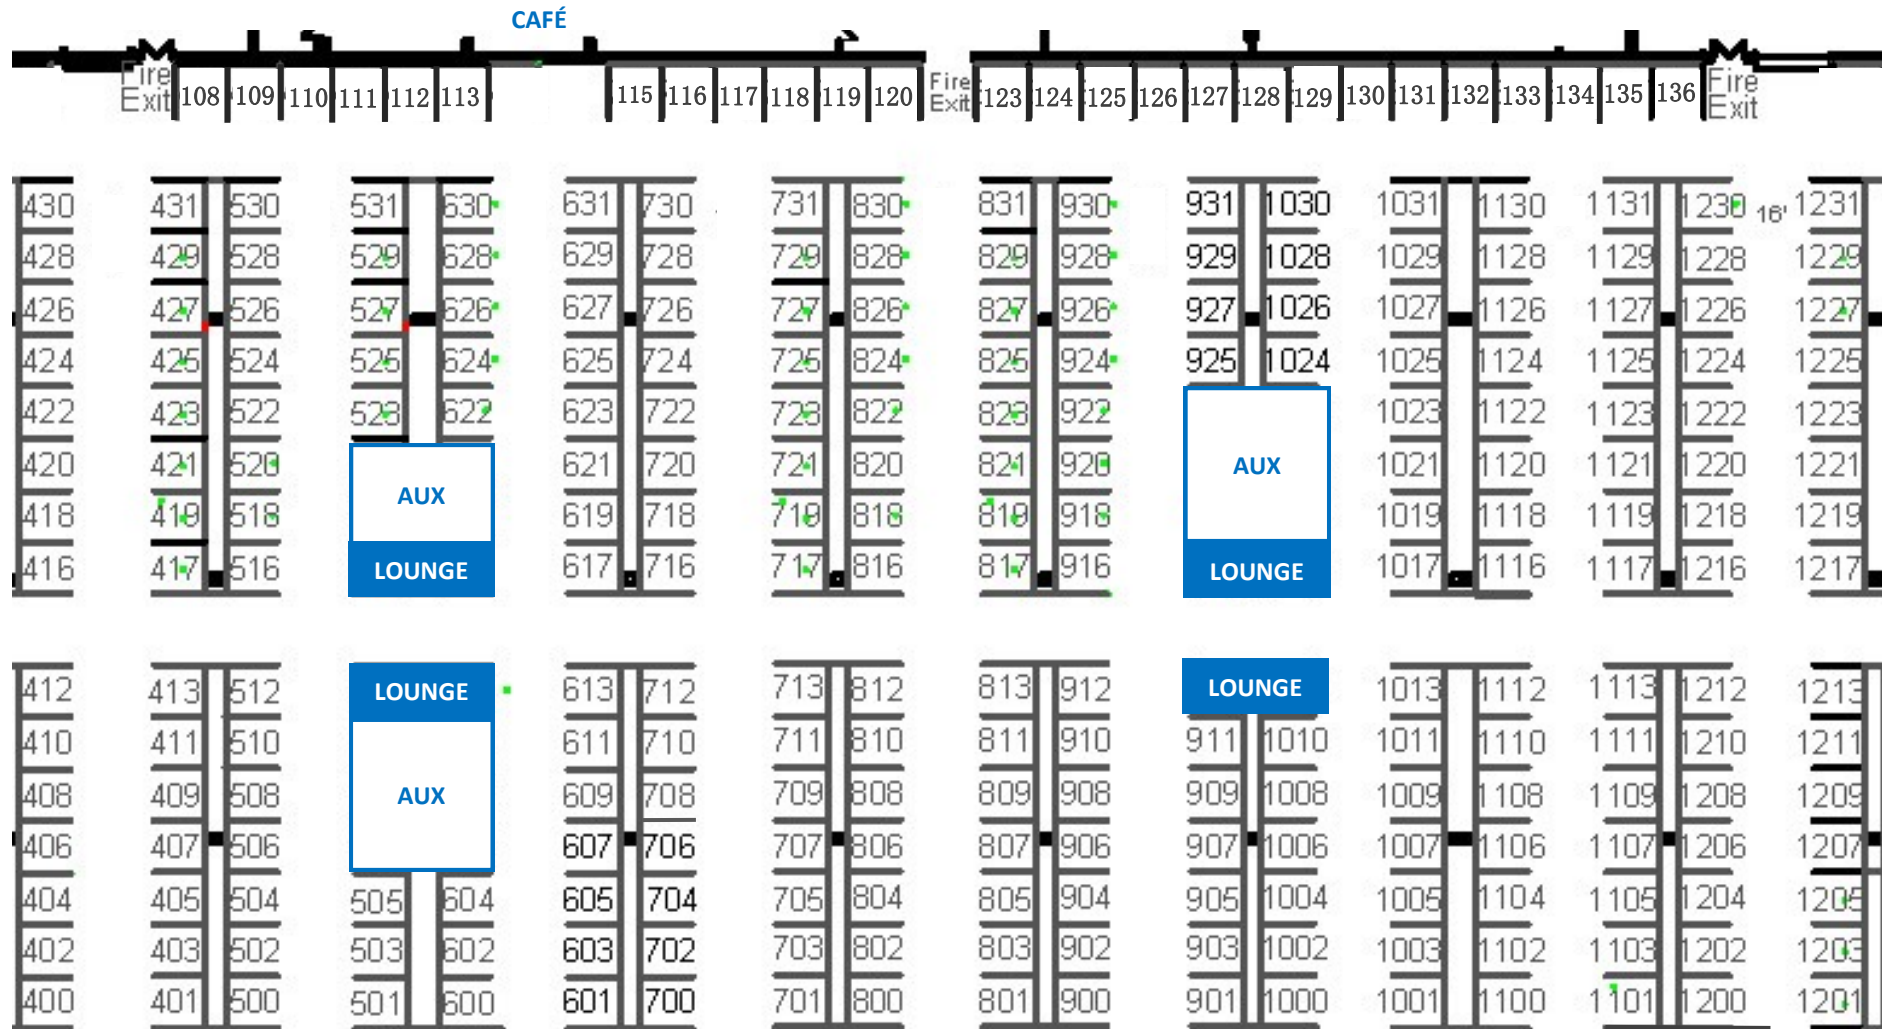 CAFÉ
Fire Exit 108 109 110 111 112 113 115 116 117 118 119 120 Fire Exit 123 124 125 126 127 128 129 130 131 132 133 134 135 136 Fire Exit
430 431 530 531 630 631 730 731 830 831 930 931 1030 1031 1130 1131 1230 16' 1231
428 429 528 529 628 629 728 729 828 829 928 929 1028 1029 1128 1129 1228 1229
426 427 526 527 626 627 726 727 826 827 926 927 1026 1027 1126 1127 1226 1227
424 425 524 525 624 625 724 725 824 825 924 925 1024 1025 1124 1125 1224 1225
422 423 522 523 622 623 722 723 822 823 922 1023 1122 1123 1222 1223
420 421 520 AUX 621 720 721 820 821 920 AUX 1021 1120 1121 1220 1221
418 419 518 619 718 719 818 819 918 1019 1118 1119 1218 1219
416 417 516 LOUNGE 617 716 717 816 817 916 LOUNGE 1017 1116 1117 1216 1217
412 413 512 LOUNGE 613 712 713 812 813 912 LOUNGE 1013 1112 1113 1212 1213
410 411 510 611 710 711 810 811 910 911 1010 1011 1110 1111 1210 1211
408 409 508 AUX 609 708 709 808 809 908 909 1008 1009 1108 1109 1208 1209
406 407 506 607 706 707 806 807 906 907 1006 1007 1106 1107 1206 1207
404 405 504 505 604 605 704 705 804 805 904 905 1004 1005 1104 1105 1204 1205
402 403 502 503 602 603 702 703 802 803 902 903 1002 1003 1102 1103 1202 1203
400 401 500 501 600 601 700 701 800 801 900 901 1000 1001 1100 1101 1200 1201